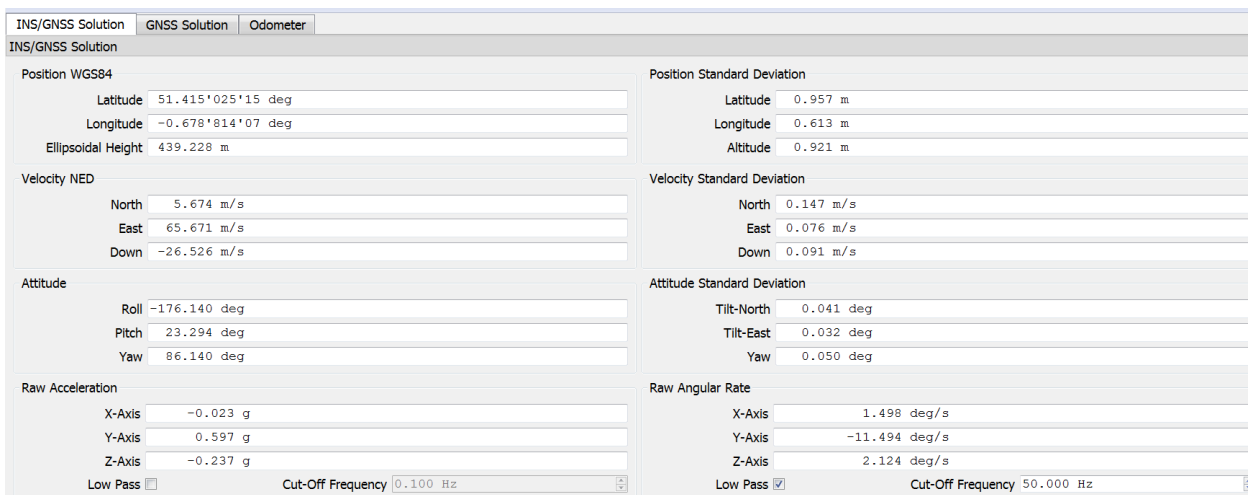 INS/GNSS Solution GNSS Solution Odometer
INS/GNSS Solution
Position WGS84 Position Standard Deviation
Latitude 51.415'025'15 deg Latitude 0.957 m
Longitude -0.678'814'07 deg Longitude 0.613 m
Ellipsoidal Height 439.228 m Altitude 0.921 m
Velocity NED Velocity Standard Deviation
North 5.674 m/s North 0.147 m/s
East 65.671 m/s East 0.076 m/s
Down -26.526 m/s Down 0.091 m/s
Attitude Attitude Standard Deviation
Roll -176.140 deg Tilt-North 0.041 deg
Pitch 23.294 deg Tilt-East 0.032 deg
Yaw 86.140 deg Yaw 0.050 deg
Raw Acceleration Raw Angular Rate
X-Axis -0.023 g X-Axis 1.498 deg/s
Y-Axis 0.597 g Y-Axis -11.494 deg/s
Z-Axis -0.237 g Z-Axis 2.124 deg/s
Low Pass Cut-Off Frequency 0.100 Hz Low Pass Cut-Off Frequency 50.000 Hz